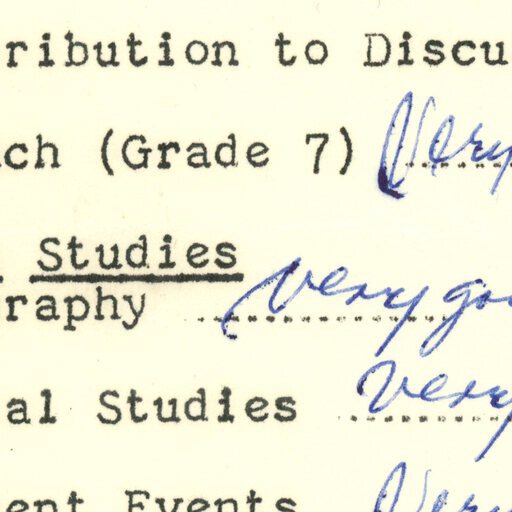 ribution to Discu
ch (Grade 7) Very
Studies
raphy very go
al Studies very
ent Events Very